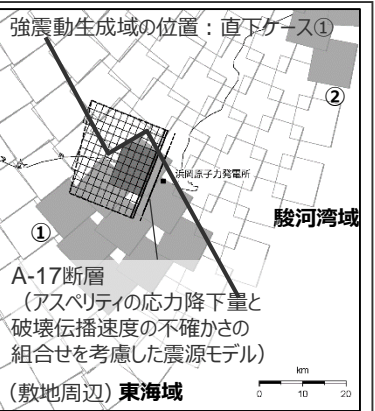 強震動生成域の位置：直下ケース①
②
浜岡原子力発電所
駿河湾域
①
A-17断層
（アスペリティの応力降下量と
破壊伝播速度の不確かさの
組合せを考慮した震源モデル）
km
(敷地周辺) 東海域
0 10 20